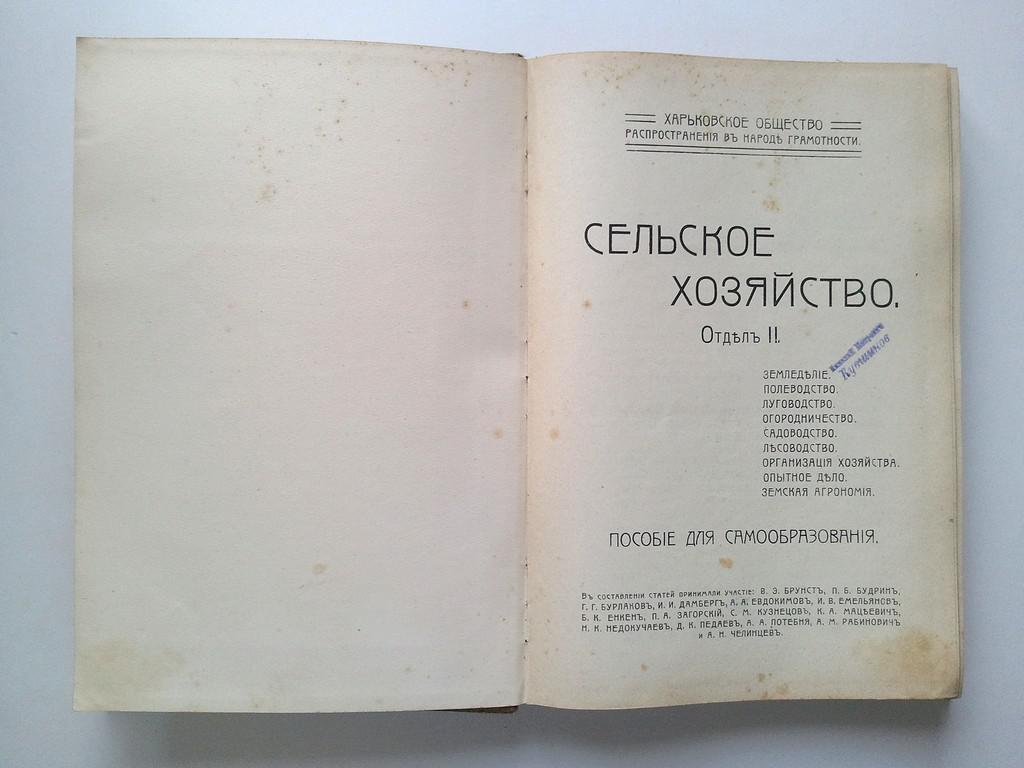 ХАРЬКОВСКОЕ ОБЩЕСТВО
РАСПРОСТРАНЕНІЯ ВЪ НАРОДѢ ГРАМОТНОСТИ.
СЕЛЬСКОЕ
ХОЗЯЙСТВО.
Отдѣлъ II.
ЗЕМЛЕДѢЛІЕ.
ПОЛЕВОДСТВО.
ЛУГОВОДСТВО.
ОГОРОДНИЧЕСТВО.
САДОВОДСТВО.
ЛѢСОВОДСТВО.
ОРГАНИЗАЦІЯ ХОЗЯЙСТВА.
ОПЫТНОЕ ДѢЛО.
ЗЕМСКАЯ АГРОНОМІЯ.
ПОСОБІЕ ДЛЯ САМООБРАЗОВАНІЯ.
ВЪ СОСТАВЛЕНІИ СТАТЕЙ ПРИНИМАЛИ УЧАСТІЕ: В. Э. БРУНСТЪ, П. Б. БУДРИНЪ,
Г. Г. БУРЛАКОВЪ, И. И. ДАМБЕРГЪ, А. А. ЕВДОКИМОВЪ, И. В. ЕМЕЛЬЯНОВЪ,
Б. К. ЕНКЕНЪ, П. А. ЗАГОРСКІЙ, С. М. КУЗНЕЦОВЪ, К. А. МАЦѢЕВИЧЪ,
Н. К. НЕДОКУЧАЕВЪ, Д. К. ПЕДАЕВЪ, А. А. ПОТЕБНЯ, А. М. РАБИНОВИЧЪ
и А. Н. ЧЕЛИНЦЕВЪ.